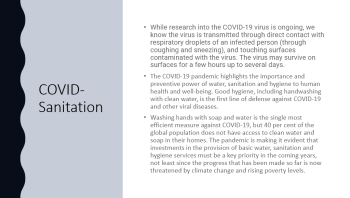 COVID-
Sanitation
• While research into the COVID-19 virus is ongoing, we
know the virus is transmitted through direct contact with
respiratory droplets of an infected person (through
coughing and sneezing), and touching surfaces
contaminated with the virus. The virus may survive on
surfaces for a few hours up to several days.
• The COVID-19 pandemic highlights the importance and
preventive power of water, sanitation and hygiene to human
health and well-being. Good hygiene, including handwashing
with clean water, is the first line of defense against COVID-19
and other viral diseases.
• Washing hands with soap and water is the single most
efficient measure against COVID-19, but 40 per cent of the
global population does not have access to clean water and
soap in their homes. The pandemic is making it evident that
investments in the provision of basic water, sanitation and
hygiene services must be a key priority in the coming years,
not least since the progress that has been made so far is now
threatened by climate change and rising poverty levels.